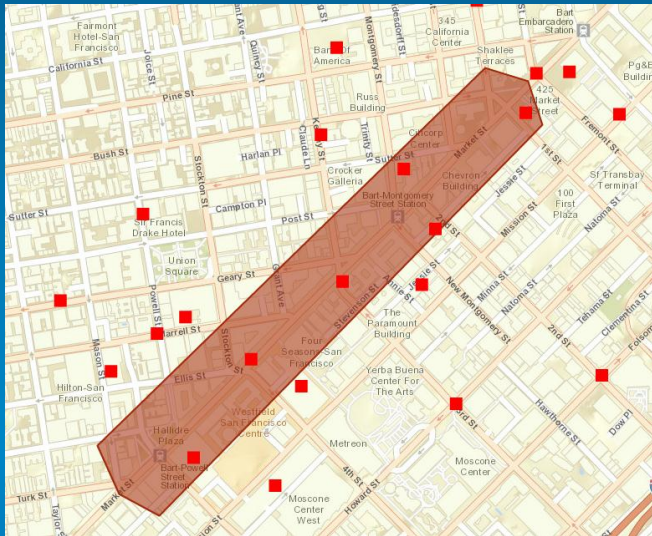 Fairmont
Hotel-San
Francisco
California St
Joice St
Grant Ave
Quincy St
Bank Of
America
Montgomery St
345
California
Center
Shaklee
Terraces
Bart
Embarcadero
Station
Pine St
Russ
Building
425
Market
Street
Fremont St
Bush St
Stockton St
Harlan Pl
Claude Ln
Trinity St
Citicorp
Center
Market St
1st St
Sutter St
Crocker
Galleria
Chevron
Building
Jessie St
Sf Transbay
Terminal
Sutter St
Campton Pl
Post St
Bart-Montgomery
Street Station
100
First
Plaza
Natoma St
Sir Francis
Drake Hotel
Mission St
2nd St
Union
Square
Geary St
Grant Ave
Stevenson St
Annie St
Jessie St
Minna St
Natoma St
New Montgomery St
Tehama St
Clementina St
Powell St
Mason St
Stockton St
The
Paramount
Building
2nd St
Four
Seasons-San
Francisco
Ellis St
Hilton-San
Francisco
Yerba Buena
Center For
The Arts
Hawthorne St
Dow Pl
Westfield
San Francisco
Centre
Hallidie
Plaza
Metreon
3rd St
Moscone
Center
Bart-Powell
Street
Station
4th St
Howard St
Turk St
Market St
Taylor St
Moscone
Center
West